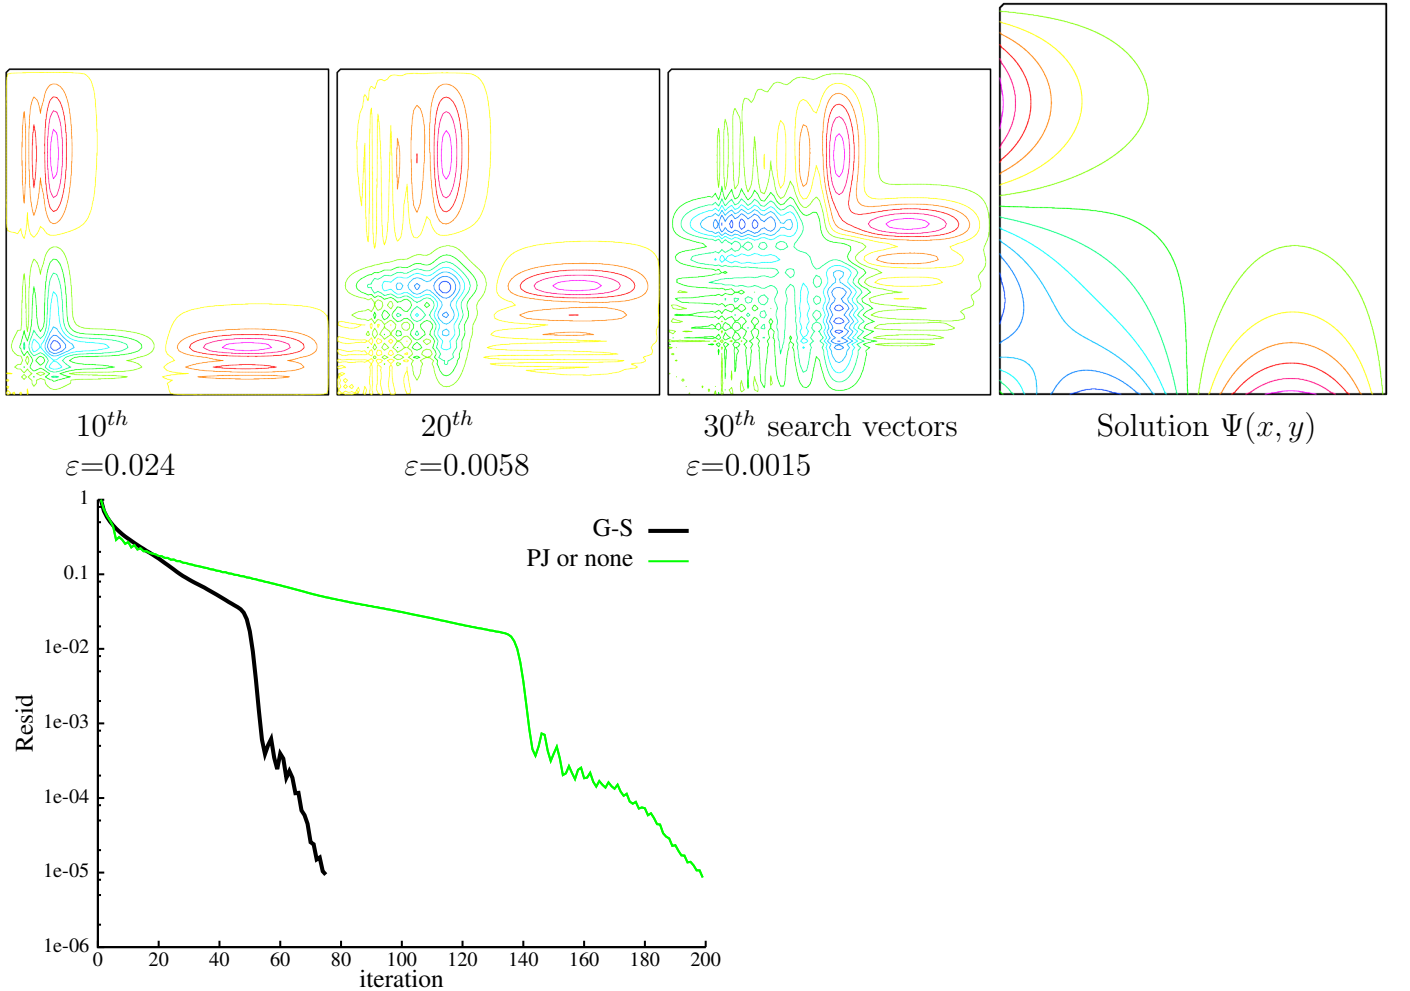 10th 20th 30th search vectors Solution Ψ(x, y)
ε=0.024 ε=0.0058 ε=0.0015
G-S
PJ or none
1
0.1
1e-02
1e-03
1e-04
1e-05
1e-06
Resid
0 20 40 60 80 100 120 140 160 180 200
iteration